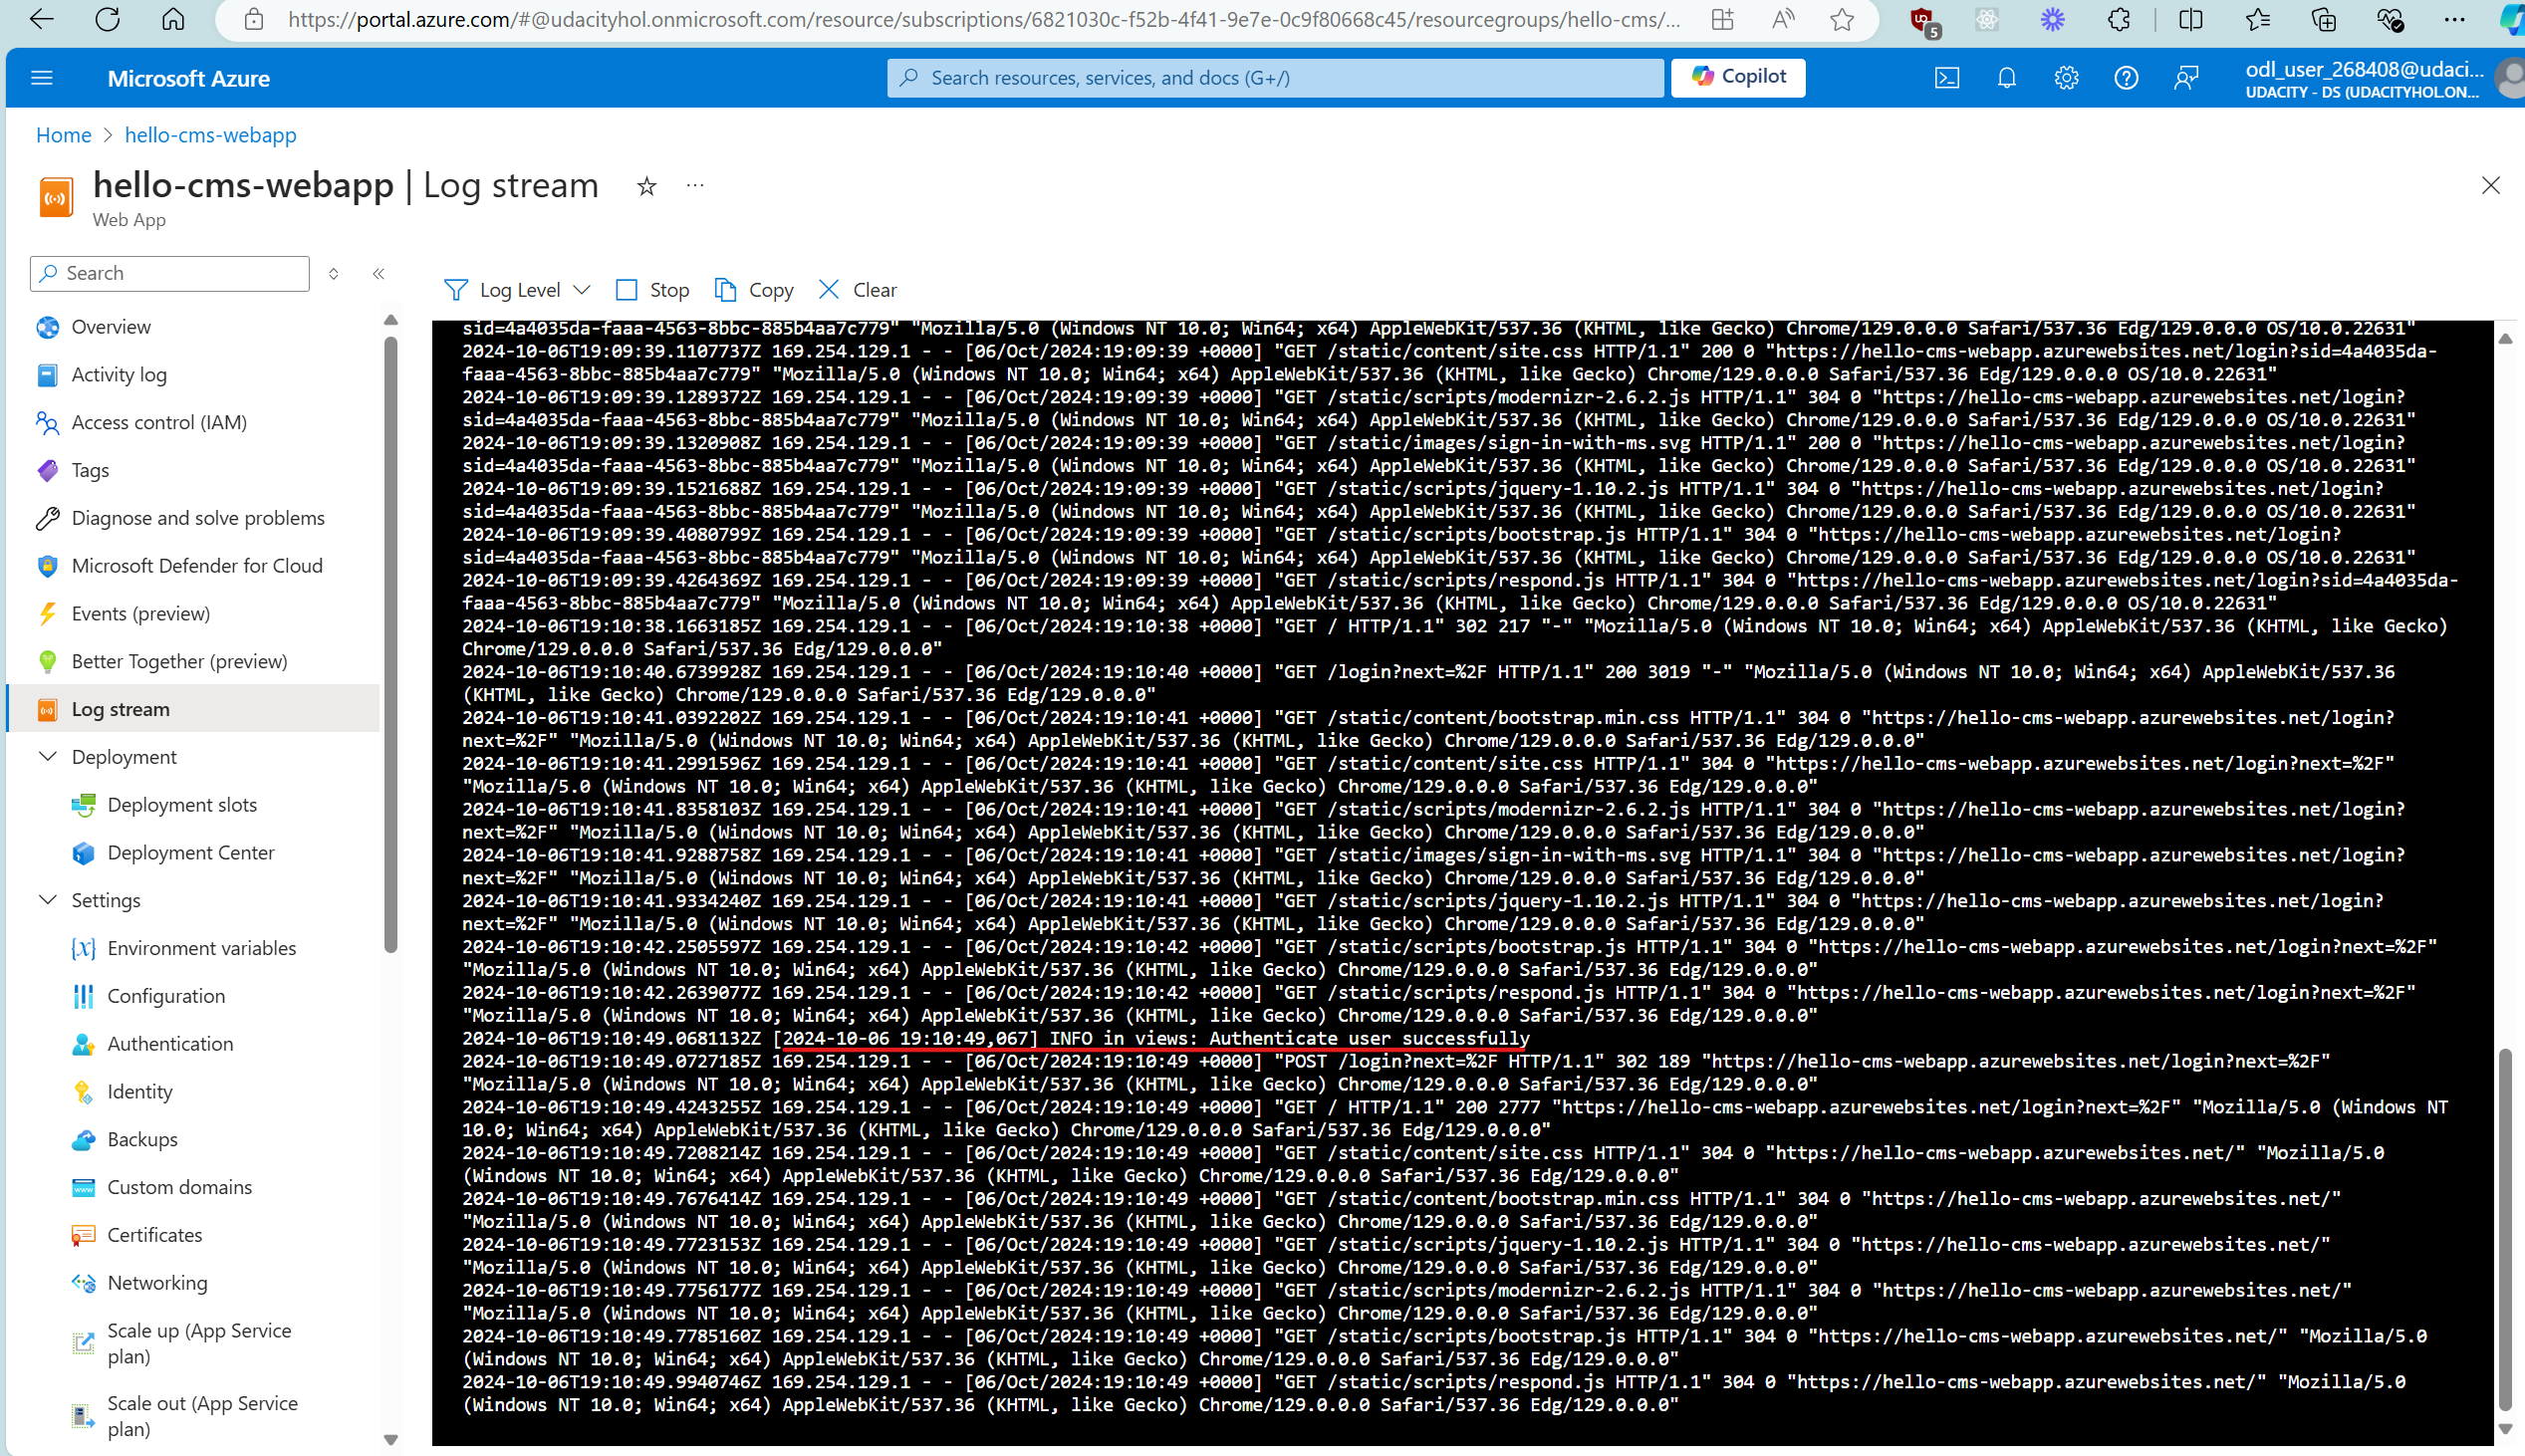 https://portal.azure.com/#@udacityhol.onmicrosoft.com/resource/subscriptions/6821030c-f52b-4f41-9e7e-0c9f80668c45/resourcegroups/hello-cms/...
5
Microsoft Azure
Search resources, services, and docs (G+/)
Copilot
odl_user_268408@udaci...
UDACITY - DS (UDACITYHOL.ON...
Home > hello-cms-webapp
hello-cms-webapp | Log stream
Web App
Search
Overview
Activity log
Access control (IAM)
Tags
Diagnose and solve problems
Microsoft Defender for Cloud
Events (preview)
Better Together (preview)
Log stream
Deployment
Deployment slots
Deployment Center
Settings
Environment variables
Configuration
Authentication
Identity
Backups
Custom domains
Certificates
Networking
Scale up (App Service
plan)
Scale out (App Service
plan)
Log Level
Stop
Copy
Clear
sid=4a4035da-faaa-4563-8bbc-885b4aa7c779" "Mozilla/5.0 (Windows NT 10.0; Win64; x64) AppleWebKit/537.36 (KHTML, like Gecko) Chrome/129.0.0.0 Safari/537.36 Edg/129.0.0.0 OS/10.0.22631"
2024-10-06T19:09:39.1107737Z 169.254.129.1 - - [06/Oct/2024:19:09:39 +0000] "GET /static/content/site.css HTTP/1.1" 200 0 "https://hello-cms-webapp.azurewebsites.net/login?sid=4a4035da-
faaa-4563-8bbc-885b4aa7c779" "Mozilla/5.0 (Windows NT 10.0; Win64; x64) AppleWebKit/537.36 (KHTML, like Gecko) Chrome/129.0.0.0 Safari/537.36 Edg/129.0.0.0 OS/10.0.22631"
2024-10-06T19:09:39.1289372Z 169.254.129.1 - - [06/Oct/2024:19:09:39 +0000] "GET /static/scripts/modernizr-2.6.2.js HTTP/1.1" 304 0 "https://hello-cms-webapp.azurewebsites.net/login?
sid=4a4035da-faaa-4563-8bbc-885b4aa7c779" "Mozilla/5.0 (Windows NT 10.0; Win64; x64) AppleWebKit/537.36 (KHTML, like Gecko) Chrome/129.0.0.0 Safari/537.36 Edg/129.0.0.0 OS/10.0.22631"
2024-10-06T19:09:39.1320908Z 169.254.129.1 - - [06/Oct/2024:19:09:39 +0000] "GET /static/images/sign-in-with-ms.svg HTTP/1.1" 200 0 "https://hello-cms-webapp.azurewebsites.net/login?
sid=4a4035da-faaa-4563-8bbc-885b4aa7c779" "Mozilla/5.0 (Windows NT 10.0; Win64; x64) AppleWebKit/537.36 (KHTML, like Gecko) Chrome/129.0.0.0 Safari/537.36 Edg/129.0.0.0 OS/10.0.22631"
2024-10-06T19:09:39.1521688Z 169.254.129.1 - - [06/Oct/2024:19:09:39 +0000] "GET /static/scripts/jquery-1.10.2.js HTTP/1.1" 304 0 "https://hello-cms-webapp.azurewebsites.net/login?
sid=4a4035da-faaa-4563-8bbc-885b4aa7c779" "Mozilla/5.0 (Windows NT 10.0; Win64; x64) AppleWebKit/537.36 (KHTML, like Gecko) Chrome/129.0.0.0 Safari/537.36 Edg/129.0.0.0 OS/10.0.22631"
2024-10-06T19:09:39.4080799Z 169.254.129.1 - - [06/Oct/2024:19:09:39 +0000] "GET /static/scripts/bootstrap.js HTTP/1.1" 304 0 "https://hello-cms-webapp.azurewebsites.net/login?
sid=4a4035da-faaa-4563-8bbc-885b4aa7c779" "Mozilla/5.0 (Windows NT 10.0; Win64; x64) AppleWebKit/537.36 (KHTML, like Gecko) Chrome/129.0.0.0 Safari/537.36 Edg/129.0.0.0 OS/10.0.22631"
2024-10-06T19:09:39.4264369Z 169.254.129.1 - - [06/Oct/2024:19:09:39 +0000] "GET /static/scripts/respond.js HTTP/1.1" 304 0 "https://hello-cms-webapp.azurewebsites.net/login?sid=4a4035da-
faaa-4563-8bbc-885b4aa7c779" "Mozilla/5.0 (Windows NT 10.0; Win64; x64) AppleWebKit/537.36 (KHTML, like Gecko) Chrome/129.0.0.0 Safari/537.36 Edg/129.0.0.0 OS/10.0.22631"
2024-10-06T19:10:38.1663185Z 169.254.129.1 - - [06/Oct/2024:19:10:38 +0000] "GET / HTTP/1.1" 302 217 "-" "Mozilla/5.0 (Windows NT 10.0; Win64; x64) AppleWebKit/537.36 (KHTML, like Gecko)
Chrome/129.0.0.0 Safari/537.36 Edg/129.0.0.0"
2024-10-06T19:10:40.6739928Z 169.254.129.1 - - [06/Oct/2024:19:10:40 +0000] "GET /login?next=%2F HTTP/1.1" 200 3019 "-" "Mozilla/5.0 (Windows NT 10.0; Win64; x64) AppleWebKit/537.36
(KHTML, like Gecko) Chrome/129.0.0.0 Safari/537.36 Edg/129.0.0.0"
2024-10-06T19:10:41.0392202Z 169.254.129.1 - - [06/Oct/2024:19:10:41 +0000] "GET /static/content/bootstrap.min.css HTTP/1.1" 304 0 "https://hello-cms-webapp.azurewebsites.net/login?
next=%2F" "Mozilla/5.0 (Windows NT 10.0; Win64; x64) AppleWebKit/537.36 (KHTML, like Gecko) Chrome/129.0.0.0 Safari/537.36 Edg/129.0.0.0"
2024-10-06T19:10:41.2991596Z 169.254.129.1 - - [06/Oct/2024:19:10:41 +0000] "GET /static/content/site.css HTTP/1.1" 304 0 "https://hello-cms-webapp.azurewebsites.net/login?next=%2F"
"Mozilla/5.0 (Windows NT 10.0; Win64; x64) AppleWebKit/537.36 (KHTML, like Gecko) Chrome/129.0.0.0 Safari/537.36 Edg/129.0.0.0"
2024-10-06T19:10:41.8358103Z 169.254.129.1 - - [06/Oct/2024:19:10:41 +0000] "GET /static/scripts/modernizr-2.6.2.js HTTP/1.1" 304 0 "https://hello-cms-webapp.azurewebsites.net/login?
next=%2F" "Mozilla/5.0 (Windows NT 10.0; Win64; x64) AppleWebKit/537.36 (KHTML, like Gecko) Chrome/129.0.0.0 Safari/537.36 Edg/129.0.0.0"
2024-10-06T19:10:41.9288758Z 169.254.129.1 - - [06/Oct/2024:19:10:41 +0000] "GET /static/images/sign-in-with-ms.svg HTTP/1.1" 304 0 "https://hello-cms-webapp.azurewebsites.net/login?
next=%2F" "Mozilla/5.0 (Windows NT 10.0; Win64; x64) AppleWebKit/537.36 (KHTML, like Gecko) Chrome/129.0.0.0 Safari/537.36 Edg/129.0.0.0"
2024-10-06T19:10:41.9334240Z 169.254.129.1 - - [06/Oct/2024:19:10:41 +0000] "GET /static/scripts/jquery-1.10.2.js HTTP/1.1" 304 0 "https://hello-cms-webapp.azurewebsites.net/login?
next=%2F" "Mozilla/5.0 (Windows NT 10.0; Win64; x64) AppleWebKit/537.36 (KHTML, like Gecko) Chrome/129.0.0.0 Safari/537.36 Edg/129.0.0.0"
2024-10-06T19:10:42.2505597Z 169.254.129.1 - - [06/Oct/2024:19:10:42 +0000] "GET /static/scripts/bootstrap.js HTTP/1.1" 304 0 "https://hello-cms-webapp.azurewebsites.net/login?next=%2F"
"Mozilla/5.0 (Windows NT 10.0; Win64; x64) AppleWebKit/537.36 (KHTML, like Gecko) Chrome/129.0.0.0 Safari/537.36 Edg/129.0.0.0"
2024-10-06T19:10:42.2639077Z 169.254.129.1 - - [06/Oct/2024:19:10:42 +0000] "GET /static/scripts/respond.js HTTP/1.1" 304 0 "https://hello-cms-webapp.azurewebsites.net/login?next=%2F"
"Mozilla/5.0 (Windows NT 10.0; Win64; x64) AppleWebKit/537.36 (KHTML, like Gecko) Chrome/129.0.0.0 Safari/537.36 Edg/129.0.0.0"
2024-10-06T19:10:49.0681132Z [2024-10-06 19:10:49,067] INFO in views: Authenticate user successfully
2024-10-06T19:10:49.0727185Z 169.254.129.1 - - [06/Oct/2024:19:10:49 +0000] "POST /login?next=%2F HTTP/1.1" 302 189 "https://hello-cms-webapp.azurewebsites.net/login?next=%2F"
"Mozilla/5.0 (Windows NT 10.0; Win64; x64) AppleWebKit/537.36 (KHTML, like Gecko) Chrome/129.0.0.0 Safari/537.36 Edg/129.0.0.0"
2024-10-06T19:10:49.4243255Z 169.254.129.1 - - [06/Oct/2024:19:10:49 +0000] "GET / HTTP/1.1" 200 2777 "https://hello-cms-webapp.azurewebsites.net/login?next=%2F" "Mozilla/5.0 (Windows NT
10.0; Win64; x64) AppleWebKit/537.36 (KHTML, like Gecko) Chrome/129.0.0.0 Safari/537.36 Edg/129.0.0.0"
2024-10-06T19:10:49.7208214Z 169.254.129.1 - - [06/Oct/2024:19:10:49 +0000] "GET /static/content/site.css HTTP/1.1" 304 0 "https://hello-cms-webapp.azurewebsites.net/" "Mozilla/5.0
(Windows NT 10.0; Win64; x64) AppleWebKit/537.36 (KHTML, like Gecko) Chrome/129.0.0.0 Safari/537.36 Edg/129.0.0.0"
2024-10-06T19:10:49.7676414Z 169.254.129.1 - - [06/Oct/2024:19:10:49 +0000] "GET /static/content/bootstrap.min.css HTTP/1.1" 304 0 "https://hello-cms-webapp.azurewebsites.net/"
"Mozilla/5.0 (Windows NT 10.0; Win64; x64) AppleWebKit/537.36 (KHTML, like Gecko) Chrome/129.0.0.0 Safari/537.36 Edg/129.0.0.0"
2024-10-06T19:10:49.7723153Z 169.254.129.1 - - [06/Oct/2024:19:10:49 +0000] "GET /static/scripts/jquery-1.10.2.js HTTP/1.1" 304 0 "https://hello-cms-webapp.azurewebsites.net/"
"Mozilla/5.0 (Windows NT 10.0; Win64; x64) AppleWebKit/537.36 (KHTML, like Gecko) Chrome/129.0.0.0 Safari/537.36 Edg/129.0.0.0"
2024-10-06T19:10:49.7756177Z 169.254.129.1 - - [06/Oct/2024:19:10:49 +0000] "GET /static/scripts/modernizr-2.6.2.js HTTP/1.1" 304 0 "https://hello-cms-webapp.azurewebsites.net/"
"Mozilla/5.0 (Windows NT 10.0; Win64; x64) AppleWebKit/537.36 (KHTML, like Gecko) Chrome/129.0.0.0 Safari/537.36 Edg/129.0.0.0"
2024-10-06T19:10:49.7785160Z 169.254.129.1 - - [06/Oct/2024:19:10:49 +0000] "GET /static/scripts/bootstrap.js HTTP/1.1" 304 0 "https://hello-cms-webapp.azurewebsites.net/" "Mozilla/5.0
(Windows NT 10.0; Win64; x64) AppleWebKit/537.36 (KHTML, like Gecko) Chrome/129.0.0.0 Safari/537.36 Edg/129.0.0.0"
2024-10-06T19:10:49.9940746Z 169.254.129.1 - - [06/Oct/2024:19:10:49 +0000] "GET /static/scripts/respond.js HTTP/1.1" 304 0 "https://hello-cms-webapp.azurewebsites.net/" "Mozilla/5.0
(Windows NT 10.0; Win64; x64) AppleWebKit/537.36 (KHTML, like Gecko) Chrome/129.0.0.0 Safari/537.36 Edg/129.0.0.0"